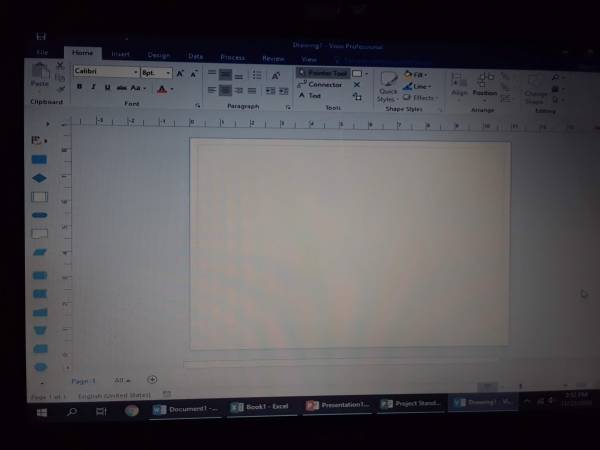 Drawing1 - Visio Professional
File Home Insert Design Data Process Review View
Calibri 8pt.
Paste
B I U abc Aa A
Pointer Tool
Connector
A Text
Quick Styles
Fill
Line
Effects
Align Position
Change Shape
Clipboard Font Paragraph Tools Shape Styles Arrange Editing
Page-1 All
Page 1 of 1 English (United States)
Document1 -... Book1 - Excel Presentation1... Project Stand... Drawing1 - Vi...